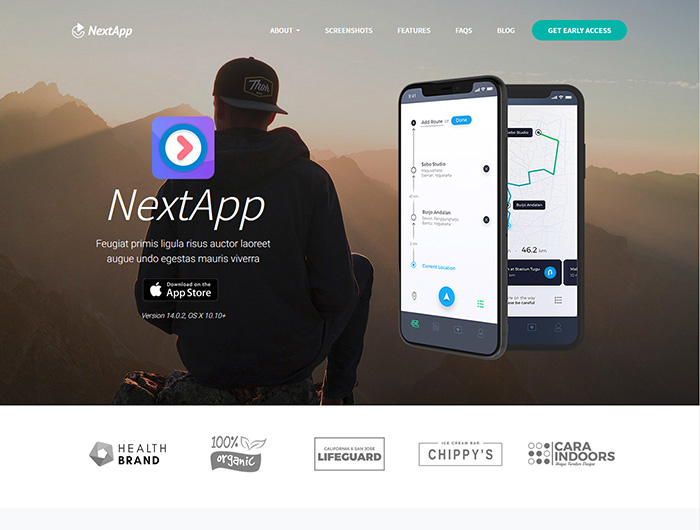 NextApp
ABOUT
SCREENSHOTS
FEATURES
FAQS
BLOG
GET EARLY ACCESS
NextApp
Feugiat primis ligula risus auctor laoreet
augue undo egestas mauris viverra
Download on the
App Store
Version 14.0.2, OS X 10.10+
Add Route
Done
Sebo Studio
Burjo Andalan
Current Location
Burjo Andalan
46.2 km
HEALTH
BRAND
100%
organic
CALIFORNIA & SAN JOSE
LIFEGUARD
ICE CREAM BAR
CHIPPY'S
CARA
INDOORS